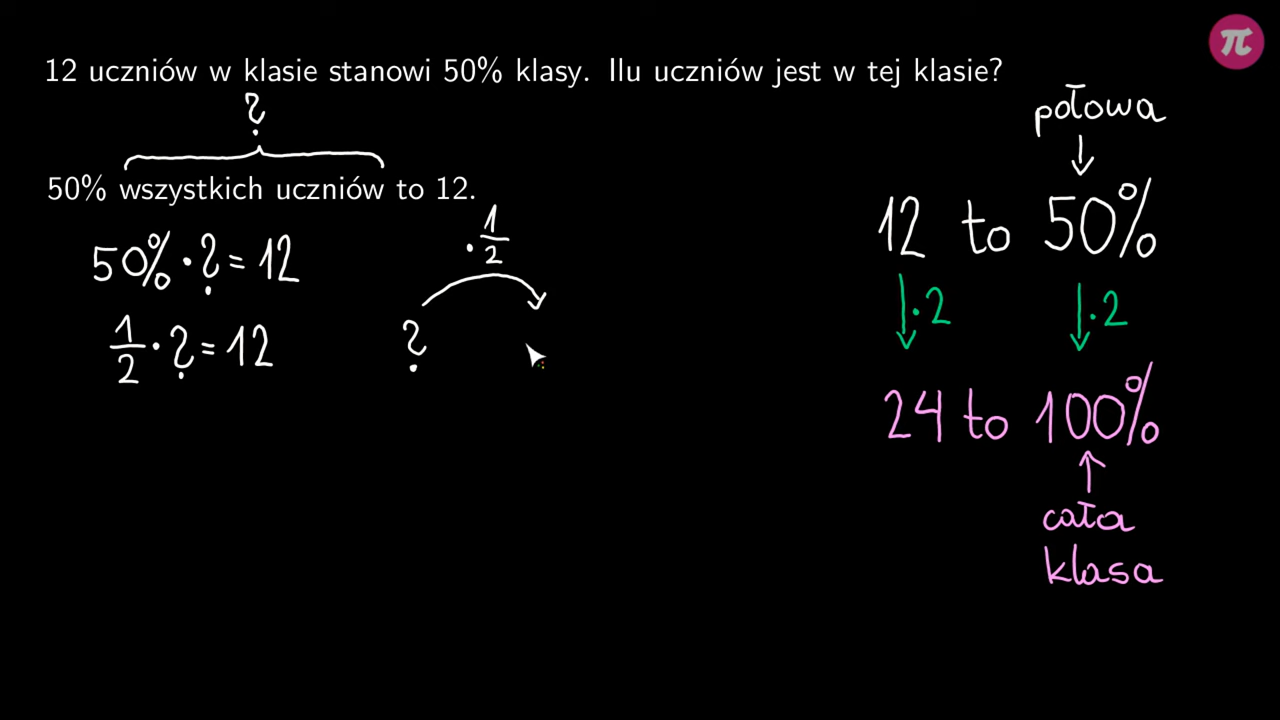 π
12 uczniów w klasie stanowi 50% klasy. Ilu uczniów jest w tej klasie?
?
50% wszystkich uczniów to 12.
50% · ? = 12
1/2 · ? = 12
· 1/2
?
połowa
12 to 50%
·2 ·2
24 to 100%
cała
klasa